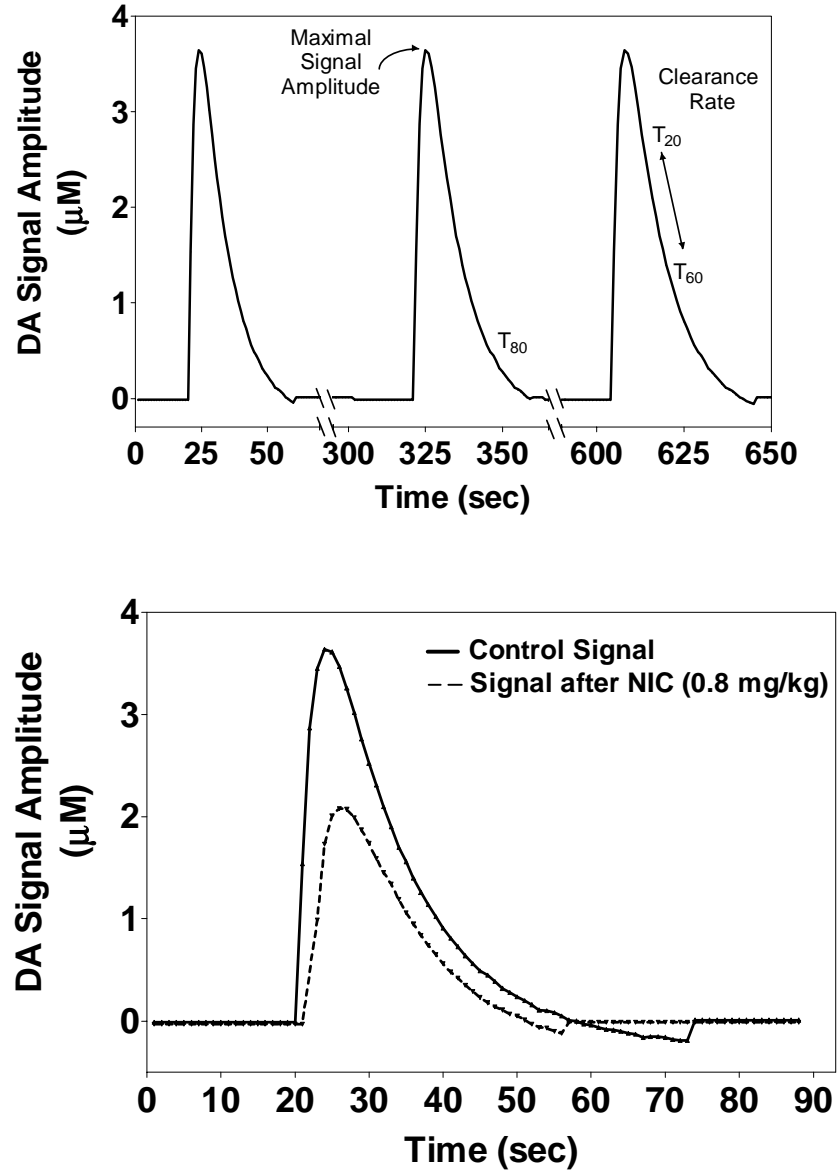 DA Signal Amplitude
(μM)
4
3
2
1
0
Maximal
Signal
Amplitude
Clearance
Rate
T20
T60
T80
0 25 50 300 325 350 600 625 650
Time (sec)
DA Signal Amplitude
(μM)
4
3
2
1
0
Control Signal
Signal after NIC (0.8 mg/kg)
0 10 20 30 40 50 60 70 80 90
Time (sec)